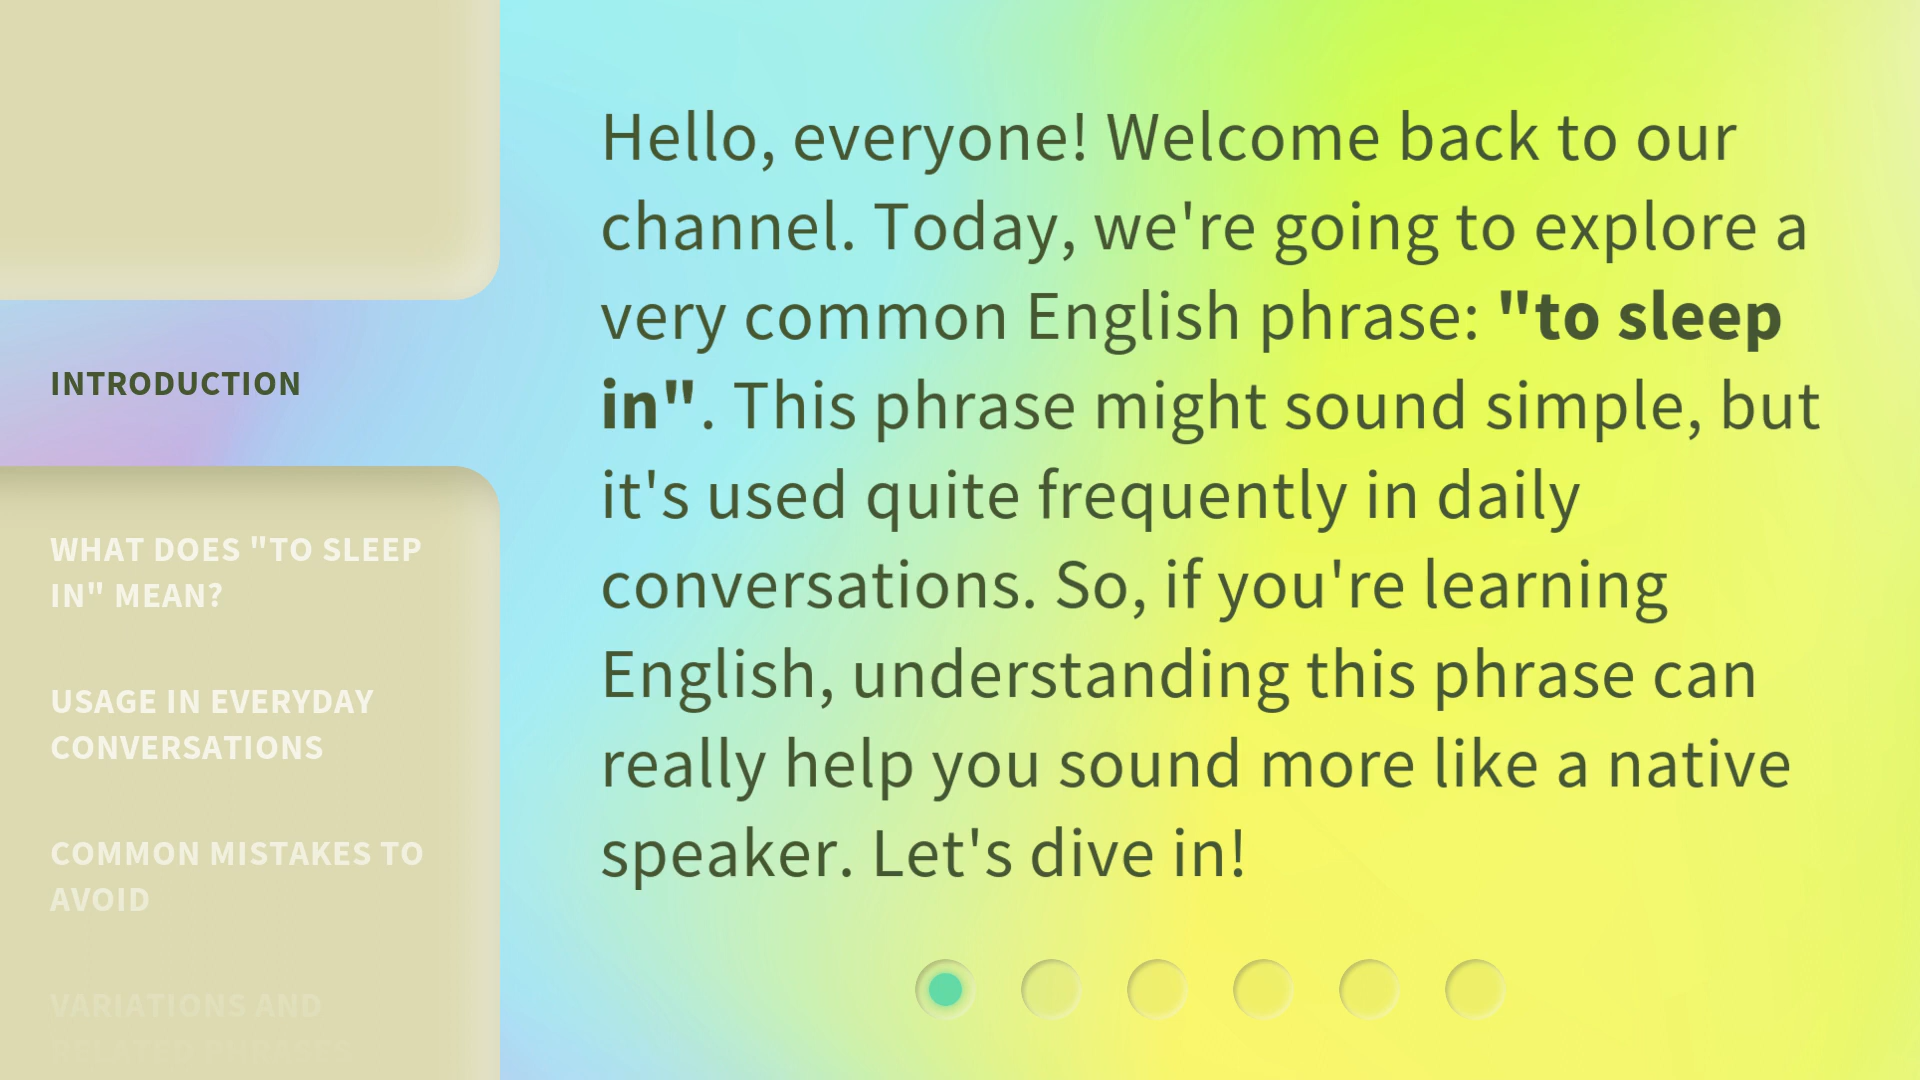 INTRODUCTION
WHAT DOES "TO SLEEP
IN" MEAN?
USAGE IN EVERYDAY
CONVERSATIONS
COMMON MISTAKES TO
AVOID
VARIATIONS AND
RELATED PHRASES
Hello, everyone! Welcome back to our
channel. Today, we're going to explore a
very common English phrase: "to sleep
in". This phrase might sound simple, but
it's used quite frequently in daily
conversations. So, if you're learning
English, understanding this phrase can
really help you sound more like a native
speaker. Let's dive in!